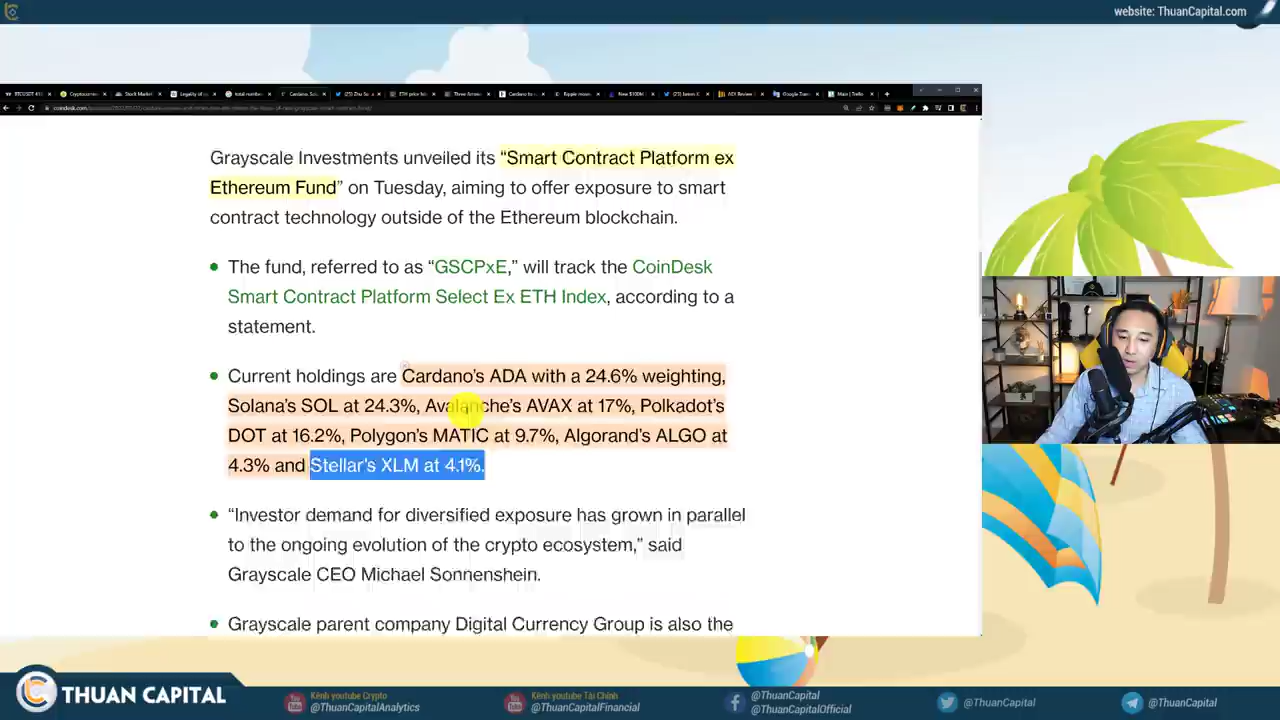 website: ThuanCapital.com
Grayscale Investments unveiled its “Smart Contract Platform ex
Ethereum Fund” on Tuesday, aiming to offer exposure to smart
contract technology outside of the Ethereum blockchain.
The fund, referred to as “GSCPxE,” will track the CoinDesk
Smart Contract Platform Select Ex ETH Index, according to a
statement.
Current holdings are Cardano’s ADA with a 24.6% weighting,
Solana’s SOL at 24.3%, Avalanche’s AVAX at 17%, Polkadot’s
DOT at 16.2%, Polygon’s MATIC at 9.7%, Algorand’s ALGO at
4.3% and Stellar’s XLM at 4.1%.
“Investor demand for diversified exposure has grown in parallel
to the ongoing evolution of the crypto ecosystem,” said
Grayscale CEO Michael Sonnenshein.
Grayscale parent company Digital Currency Group is also the
THUAN CAPITAL
Kênh youtube Crypto
@ThuanCapitalAnalytics
Kênh youtube Tài Chính
@ThuanCapitalFinancial
@ThuanCapital
@ThuanCapitalOfficial
@ThuanCapital
@ThuanCapital